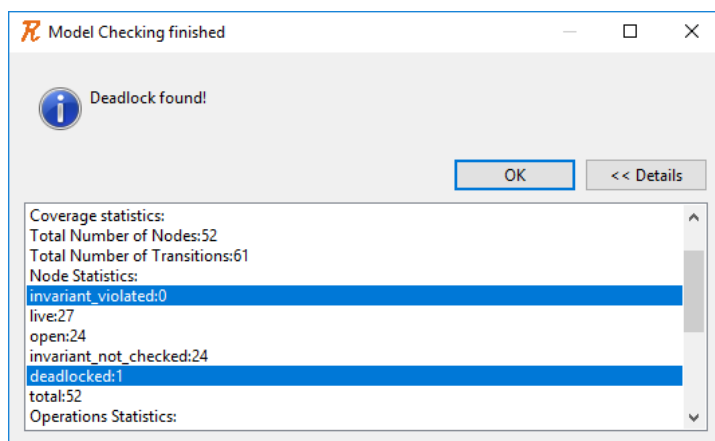 Model Checking finished
Deadlock found!
OK
<< Details
Coverage statistics:
Total Number of Nodes:52
Total Number of Transitions:61
Node Statistics:
invariant_violated:0
live:27
open:24
invariant_not_checked:24
deadlocked:1
total:52
Operations Statistics: